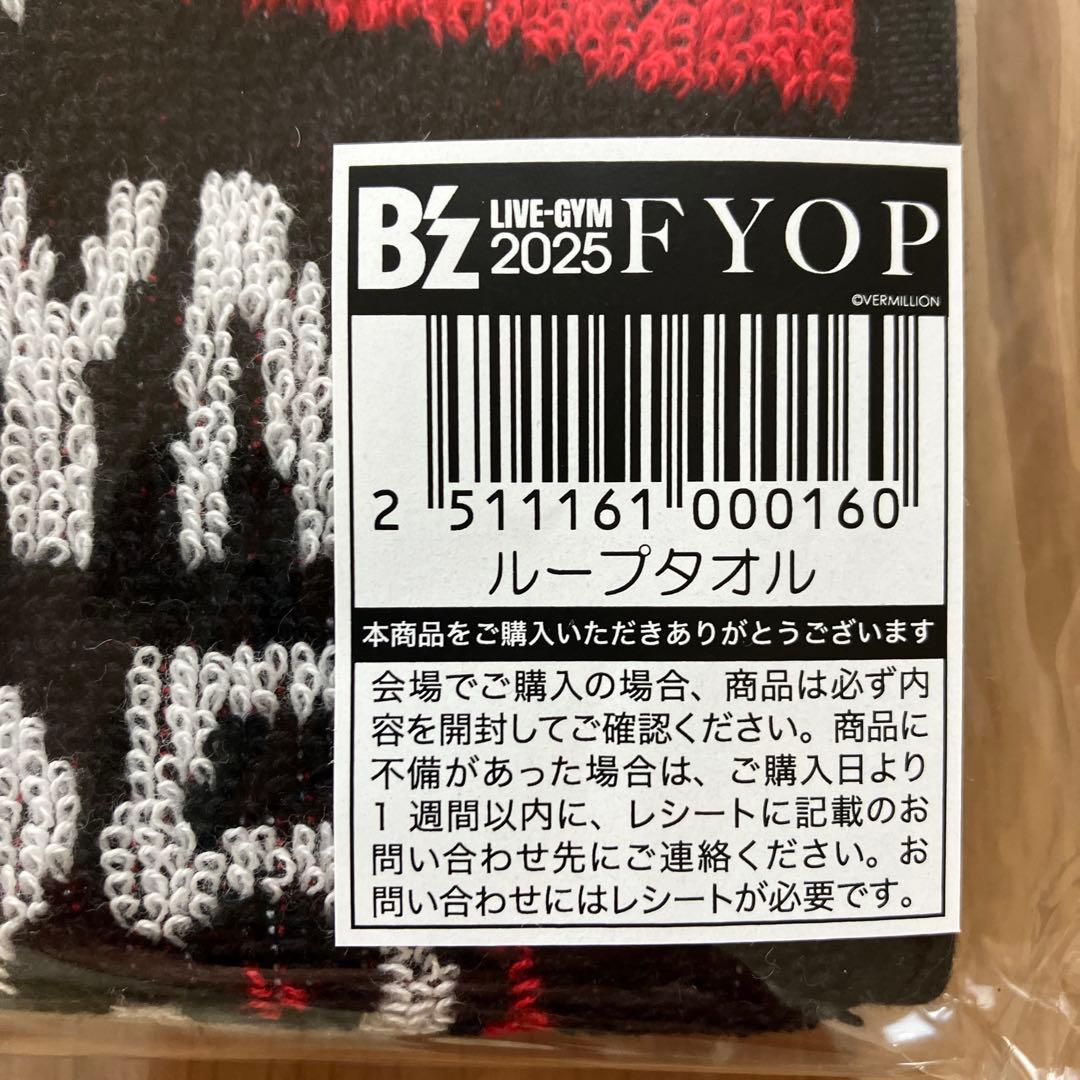 B'z LIVE-GYM 2025 FYOP
©VERMILLION
2 511161 000160
ループタオル
本商品をご購入いただきありがとうございます
会場でご購入の場合、商品は必ず内
容を開封してご確認ください。商品に
不備があった場合は、ご購入日より
1 週間以内に、レシートに記載のお
問い合わせ先にご連絡ください。お
問い合わせにはレシートが必要です。